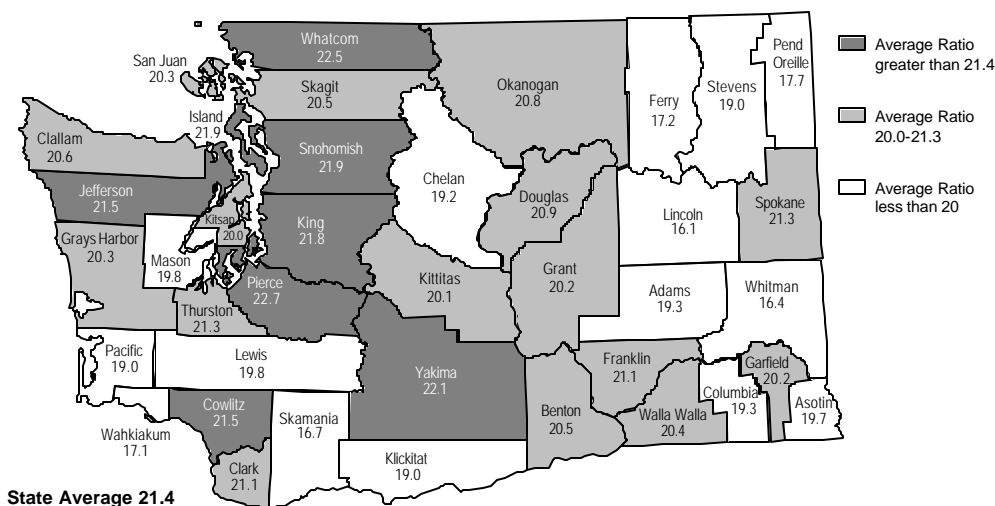 Whatcom
22.5
San Juan
20.3
Skagit
20.5
Okanogan
20.8
Ferry
17.2
Stevens
19.0
Pend
Oreille
17.7
Average Ratio
greater than 21.4
Average Ratio
20.0-21.3
Average Ratio
less than 20
Island
21.9
Clallam
20.6
Snohomish
21.9
Chelan
19.2
Douglas
20.9
Jefferson
21.5
Kitsap
20.0
King
21.8
Lincoln
16.1
Spokane
21.3
Grays Harbor
20.3
Mason
19.8
Pierce
22.7
Kittitas
20.1
Grant
20.2
Adams
19.3
Whitman
16.4
Thurston
21.3
Pacific
19.0
Lewis
19.8
Yakima
22.1
Franklin
21.1
Garfield
20.2
Columbia
19.3
Asotin
19.7
Walla Walla
20.4
Benton
20.5
Cowlitz
21.5
Skamania
16.7
Wahkiakum
17.1
Klickitat
19.0
Clark
21.1
State Average 21.4